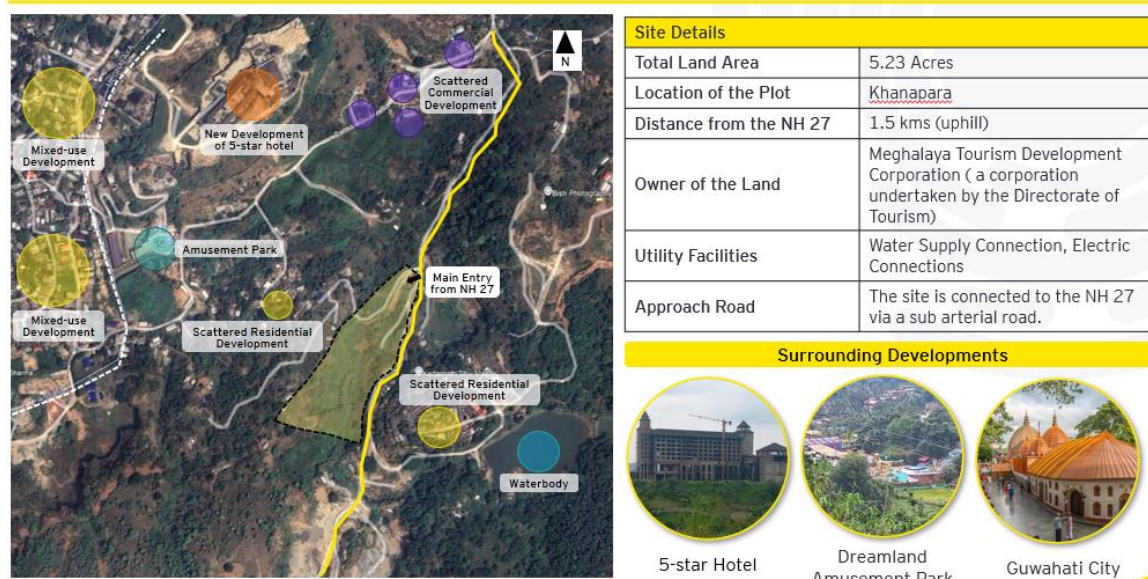 N
Scattered
Commercial
Development
New Development
of 5-star hotel
Mixed-use
Development
Bish Photograp
Amusement Park
Main Entry
from NH 27
Mixed-use
Development
Scattered Residential
Development
Scattered Residential
Development
Waterbody
Site Details
Total Land Area 5.23 Acres
Location of the Plot Khanapara
Distance from the NH 27 1.5 kms (uphill)
Owner of the Land
Meghalaya Tourism Development
Corporation ( a corporation
undertaken by the Directorate of
Tourism)
Utility Facilities
Water Supply Connection, Electric
Connections
Approach Road
The site is connected to the NH 27
via a sub arterial road.
Surrounding Developments
5-star Hotel
Dreamland
Amusement Park
Guwahati City